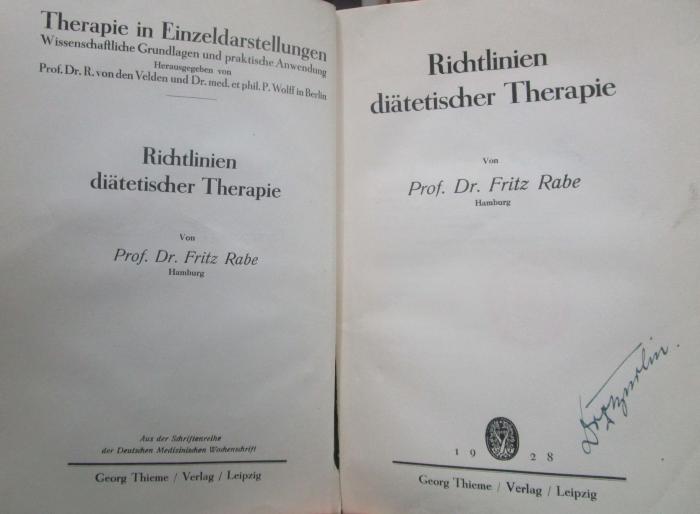 Therapie in Einzeldarstellungen
Wissenschaftliche Grundlagen und praktische Anwendung
Herausgegeben von
Prof. Dr. R. von den Velden und Dr. med. et phil. P. Wolff in Berlin
Richtlinien
diätetischer Therapie
Von
Prof. Dr. Fritz Rabe
Hamburg
Aus der Schriftenreihe
der Deutschen Medizinischen Wochenschrift
Georg Thieme / Verlag / Leipzig
Richtlinien
diätetischer Therapie
Von
Prof. Dr. Fritz Rabe
Hamburg
1928
Georg Thieme / Verlag / Leipzig